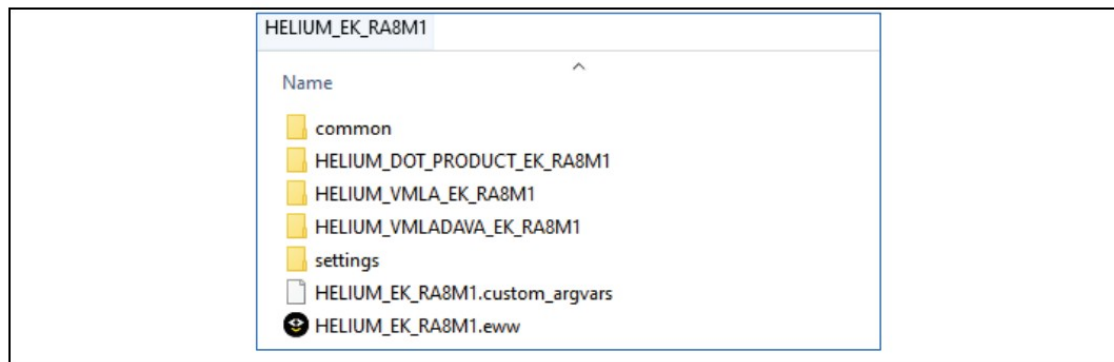 HELIUM_EK_RA8M1
Name
common
HELIUM_DOT_PRODUCT_EK_RA8M1
HELIUM_VMLA_EK_RA8M1
HELIUM_VMLADAVA_EK_RA8M1
settings
HELIUM_EK_RA8M1.custom_argvars
HELIUM_EK_RA8M1.eww